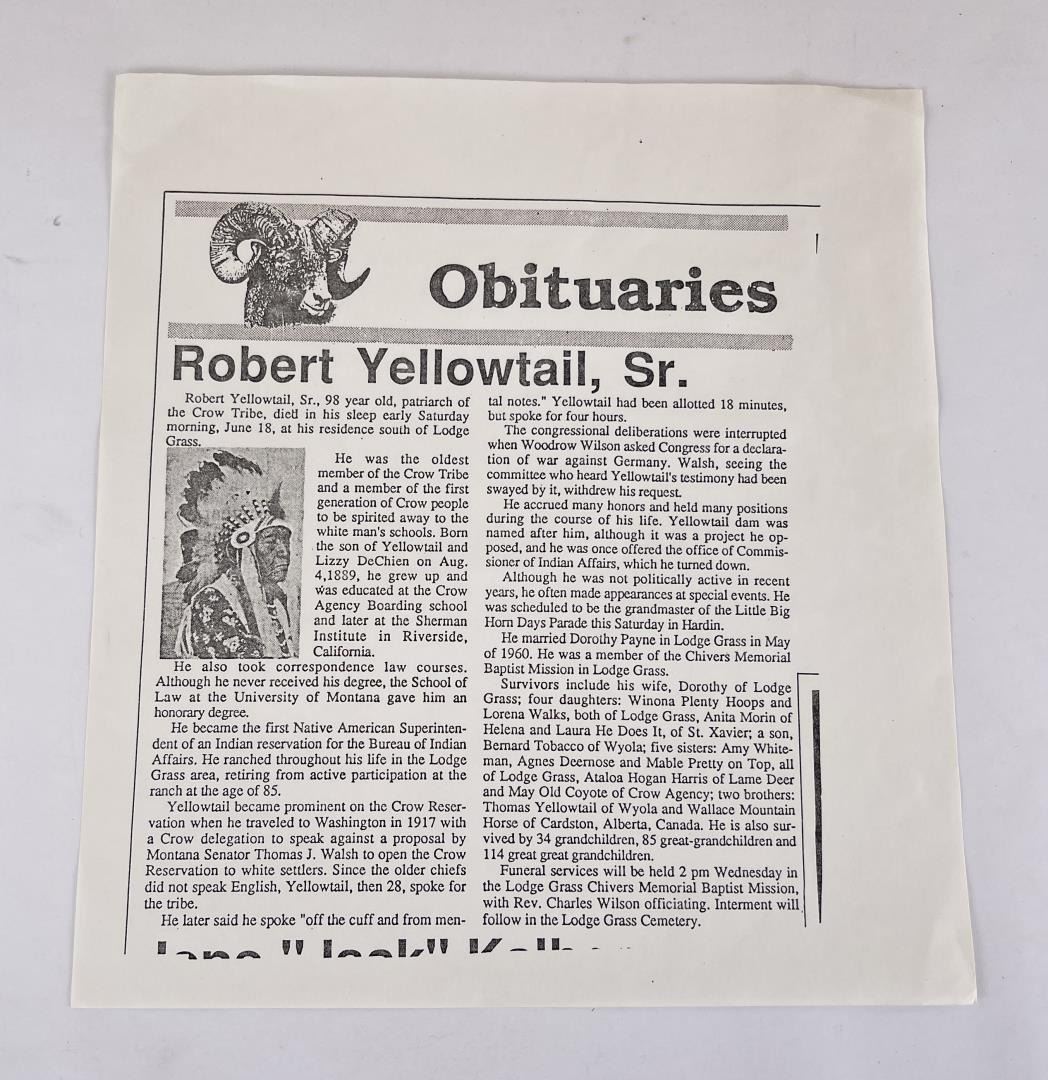 Obituaries
Robert Yellowtail, Sr.
Robert Yellowtail, Sr., 98 year old, patriarch of
the Crow Tribe, died in his sleep early Saturday
morning, June 18, at his residence south of Lodge
Grass.
He was the oldest
member of the Crow Tribe
and a member of the first
generation of Crow people
to be spirited away to the
white man's schools. Born
the son of Yellowtail and
Lizzy DeChien on Aug.
4,1889, he grew up and
was educated at the Crow
Agency Boarding school
and later at the Sherman
Institute in Riverside,
California.
He also took correspondence law courses.
Although he never received his degree, the School of
Law at the University of Montana gave him an
honorary degree.
He became the first Native American Superinten-
dent of an Indian reservation for the Bureau of Indian
Affairs. He ranched throughout his life in the Lodge
Grass area, retiring from active participation at the
ranch at the age of 85.
Yellowtail became prominent on the Crow Reser-
vation when he traveled to Washington in 1917 with
a Crow delegation to speak against a proposal by
Montana Senator Thomas J. Walsh to open the Crow
Reservation to white settlers. Since the older chiefs
did not speak English, Yellowtail, then 28, spoke for
the tribe.
He later said he spoke "off the cuff and from men-
tal notes." Yellowtail had been allotted 18 minutes,
but spoke for four hours.
The congressional deliberations were interrupted
when Woodrow Wilson asked Congress for a declara-
tion of war against Germany. Walsh, seeing the
committee who heard Yellowtail's testimony had been
swayed by it, withdrew his request.
He accrued many honors and held many positions
during the course of his life. Yellowtail dam was
named after him, although it was a project he op-
posed, and he was once offered the office of Commis-
sioner of Indian Affairs, which he turned down.
Although he was not politically active in recent
years, he often made appearances at special events. He
was scheduled to be the grandmaster of the Little Big
Horn Days Parade this Saturday in Hardin.
He married Dorothy Payne in Lodge Grass in May
of 1960. He was a member of the Chivers Memorial
Baptist Mission in Lodge Grass.
Survivors include his wife, Dorothy of Lodge
Grass; four daughters: Winona Plenty Hoops and
Lorena Walks, both of Lodge Grass, Anita Morin of
Helena and Laura He Does It, of St. Xavier; a son,
Bernard Tobacco of Wyola; five sisters: Amy White-
man, Agnes Deernose and Mable Pretty on Top, all
of Lodge Grass, Ataloa Hogan Harris of Lame Deer
and May Old Coyote of Crow Agency; two brothers:
Thomas Yellowtail of Wyola and Wallace Mountain
Horse of Cardston, Alberta, Canada. He is also sur-
vived by 34 grandchildren, 85 great-grandchildren and
114 great great grandchildren.
Funeral services will be held 2 pm Wednesday in
the Lodge Grass Chivers Memorial Baptist Mission,
with Rev. Charles Wilson officiating. Interment will
follow in the Lodge Grass Cemetery.